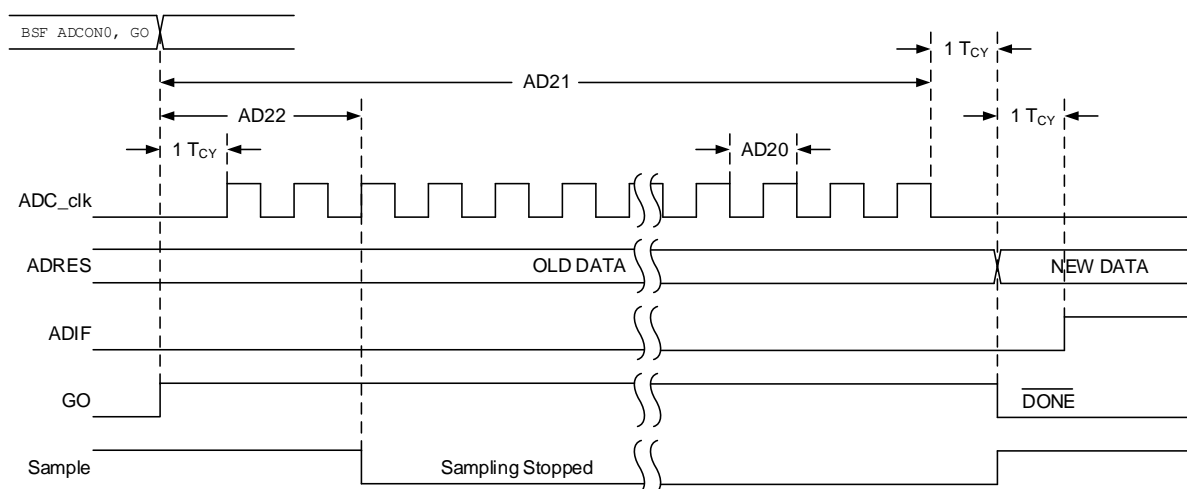 BSF ADCON0, GO
1 TCY
AD21
AD22
1 TCY
1 TCY
AD20
ADC_clk
ADRES
OLD DATA
NEW DATA
ADIF
GO
DONE
Sample
Sampling Stopped